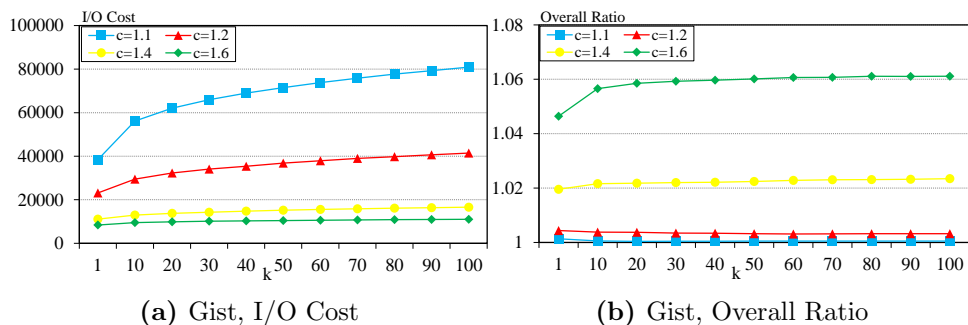 I/O Cost
100000
80000
60000
40000
20000
0
c=1.1 c=1.2
c=1.4 c=1.6
1 10 20 30 40 50 60 70 80 90 100
k
(a) Gist, I/O Cost
Overall Ratio
1.08
1.06
1.04
1.02
1
c=1.1 c=1.2
c=1.4 c=1.6
1 10 20 30 40 50 60 70 80 90 100
k
(b) Gist, Overall Ratio